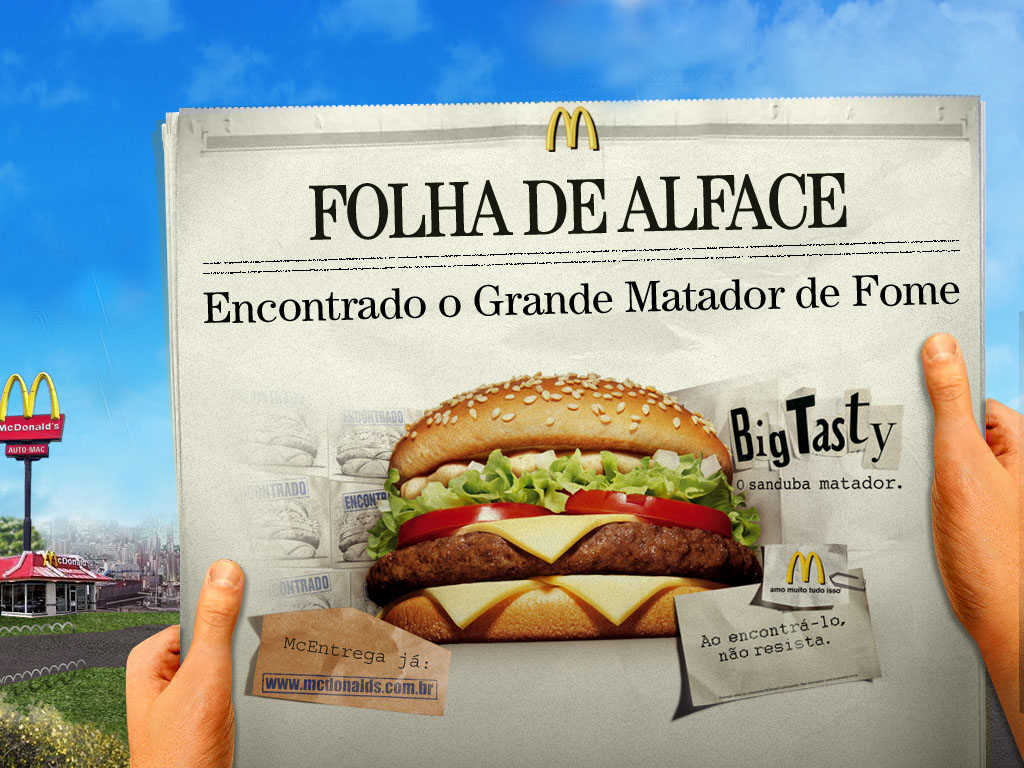 FOLHA DE ALFACE
Encontrado o Grande Matador de Fome
ENCONTRADO
ENCONTRADO
BigTasty
O sanduba matador.
McDonald's
AUTO-MAC
McDonald's
amo muito tudo isso
Ao encontrá-lo,
não resista.
McEntrega já:
www.mcdonalds.com.br
ENCONTRADO